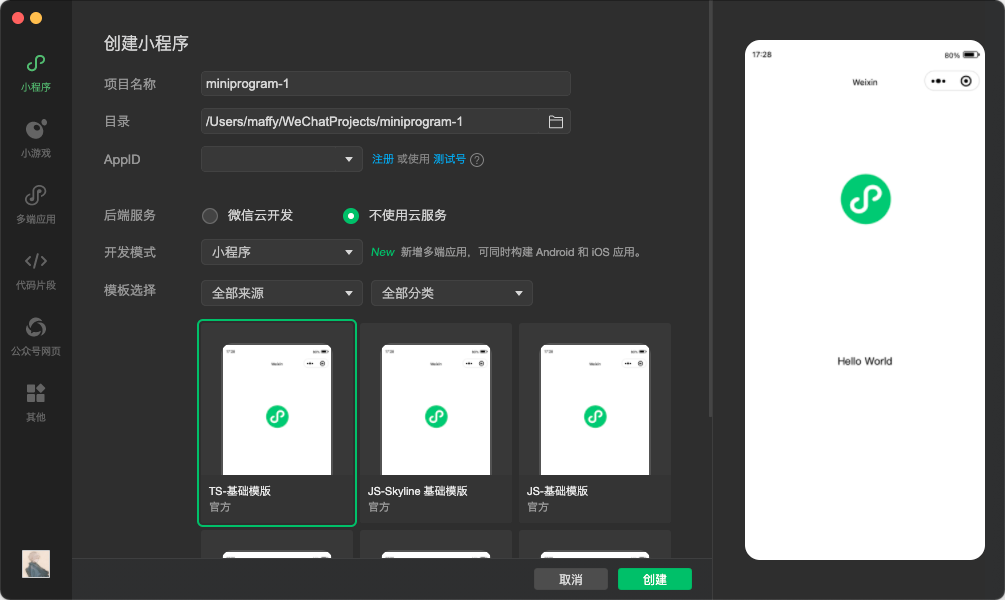 创建小程序
小程序
小游戏
多端应用
代码片段
公众号网页
其他
项目名称 miniprogram-1
目录 /Users/maffy/WeChatProjects/miniprogram-1
AppID 注册 或使用 测试号 ?
后端服务 微信云开发 不使用云服务
开发模式 小程序 New 新增多端应用，可同时构建 Android 和 iOS 应用。
模板选择 全部来源 全部分类
17:28 80%
Weixin
17:28 80%
Weixin
17:28 80%
Weixin
TS-基础模版
官方
JS-Skyline 基础模版
官方
JS-基础模版
官方
取消 创建
17:28 80%
Weixin
Hello World